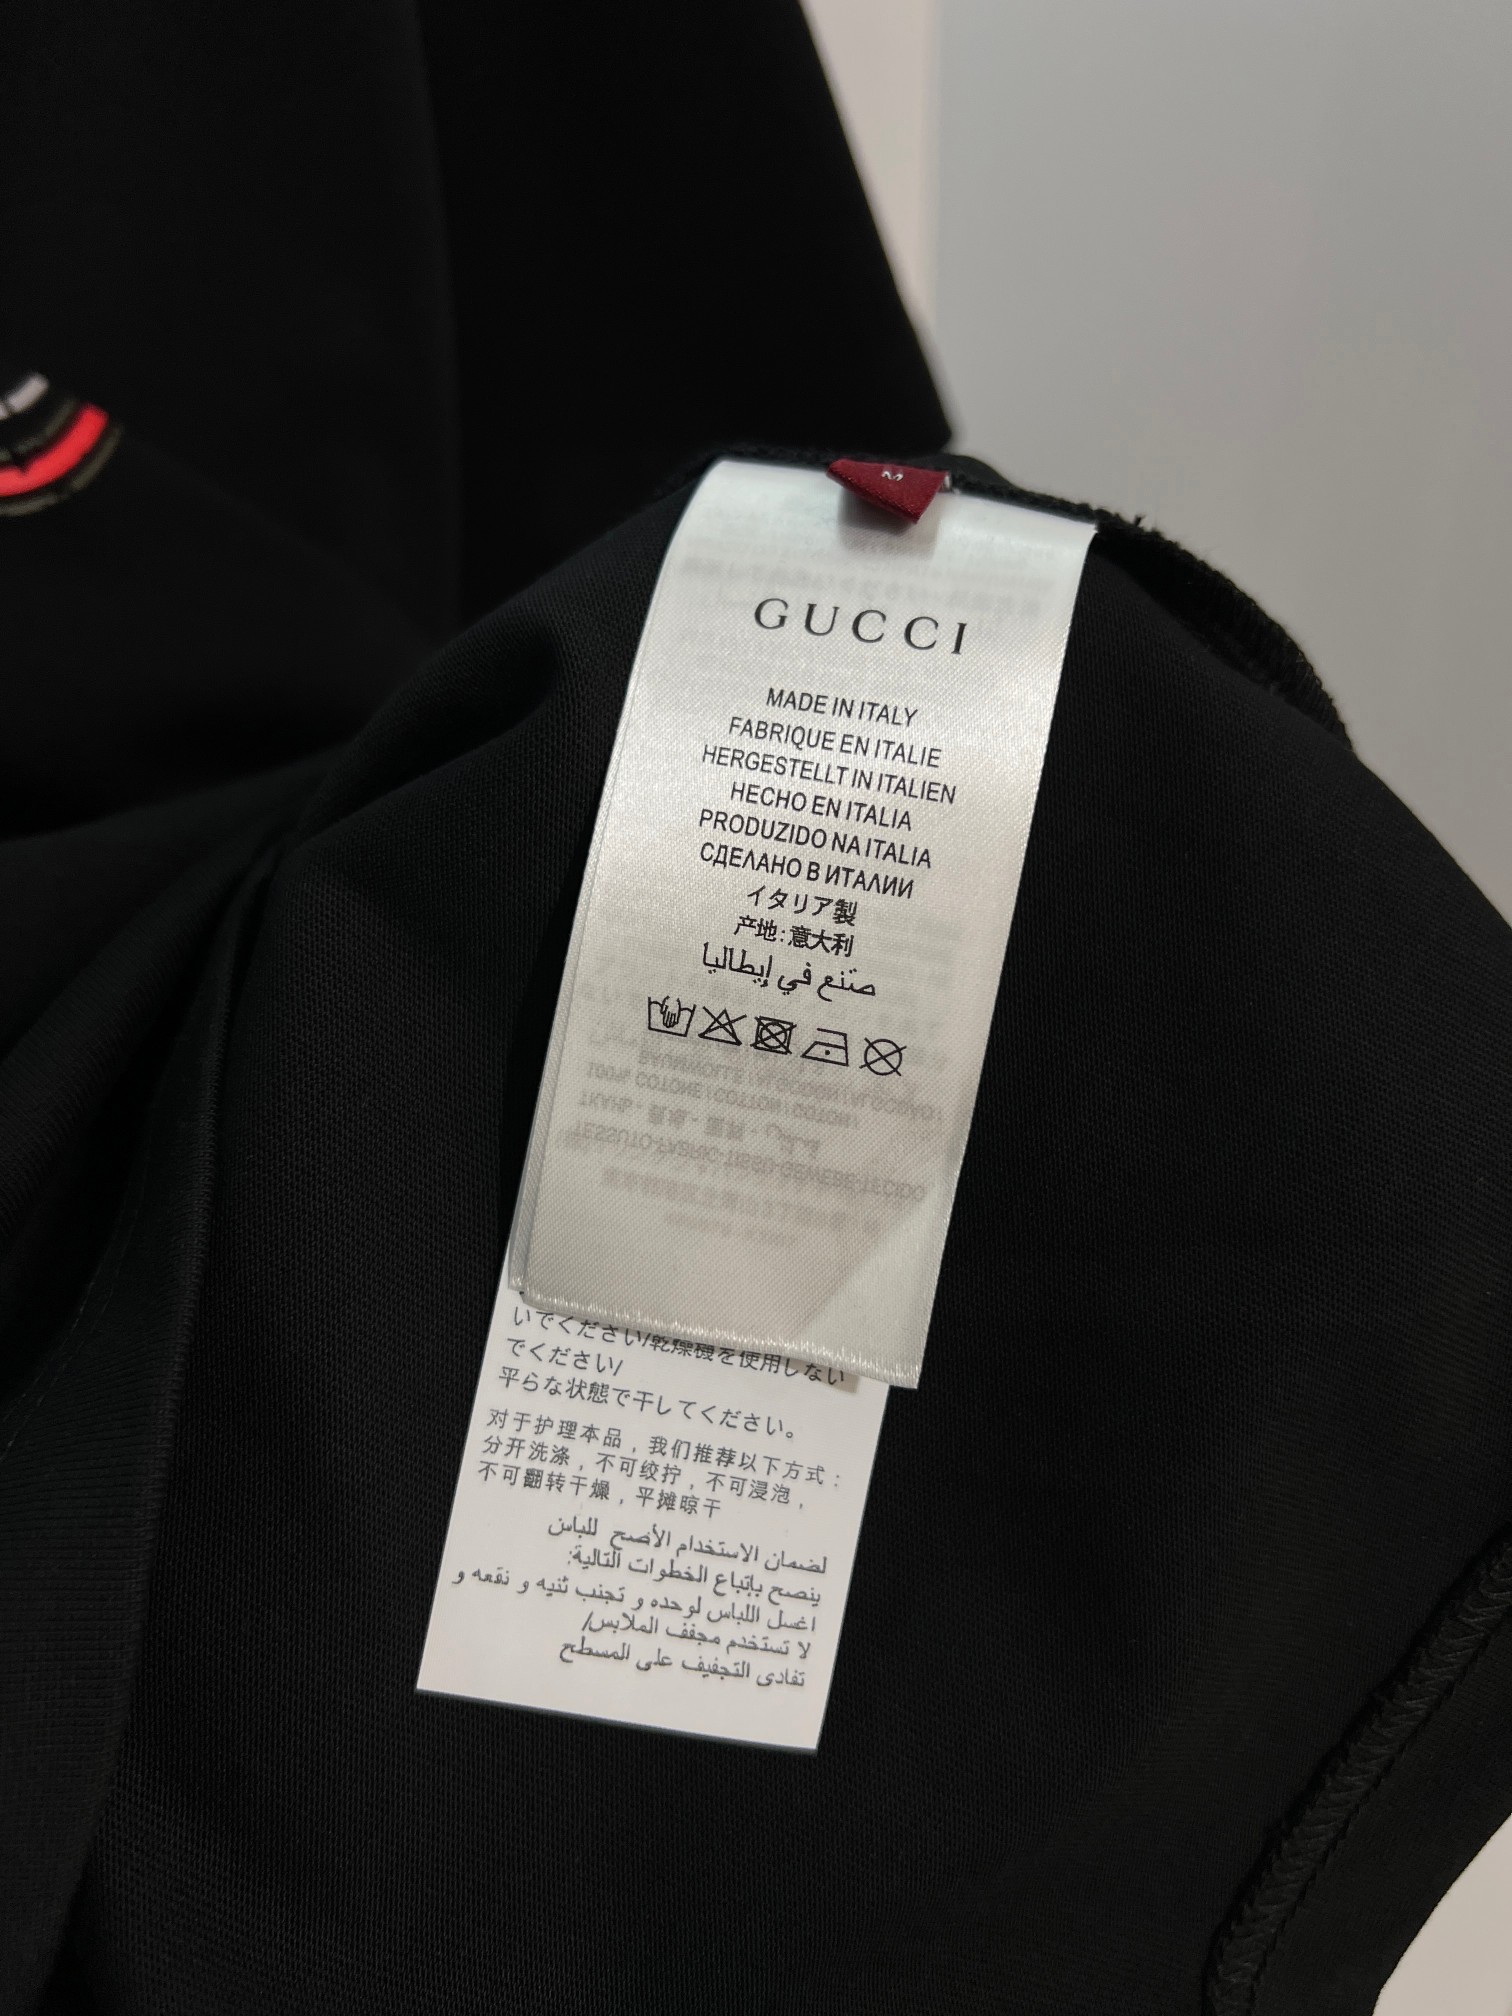 GUCCI
MADE IN ITALY
FABRIQUE EN ITALIE
HERGESTELLT IN ITALIEN
HECHO EN ITALIA
PRODUZIDO NA ITALIA
СДЕЛАНО В ИТАЛИИ
イタリア製
产地:意大利
صتنع في إيطاليا
いでください/乾燥機を使用しない
でください/
平らな状態で干してください。
对于护理本品，我们推荐以下方式：
分开洗涤，不可绞拧，不可浸泡，
不可翻转干燥，平摊晾干
لضمان الاستخدام الأصح للباس
ينصح بإتباع الخطوات التالية:
اغسل اللباس لوحده و تجنب ثنيه و نقعه و
لا تستخدم مجفف الملابس/
تفادى التجفيف على المسطح